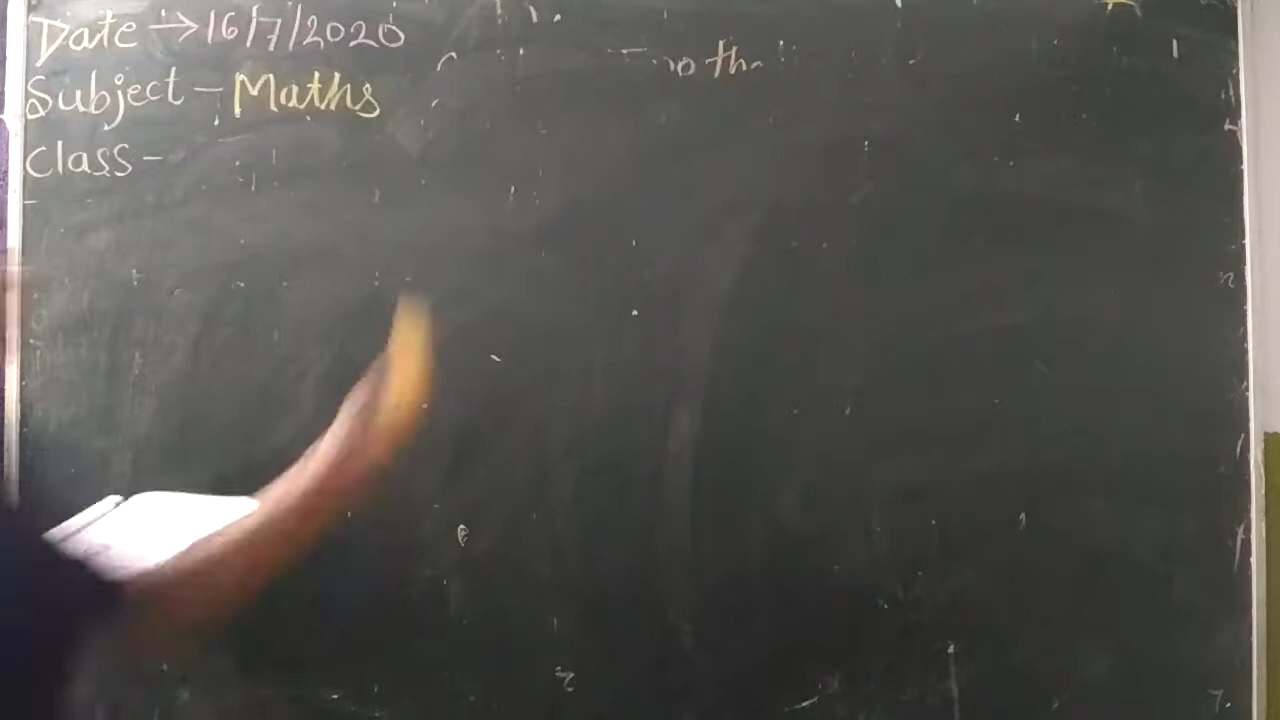 Date → 16/7/2020
Subject - Maths
Class -